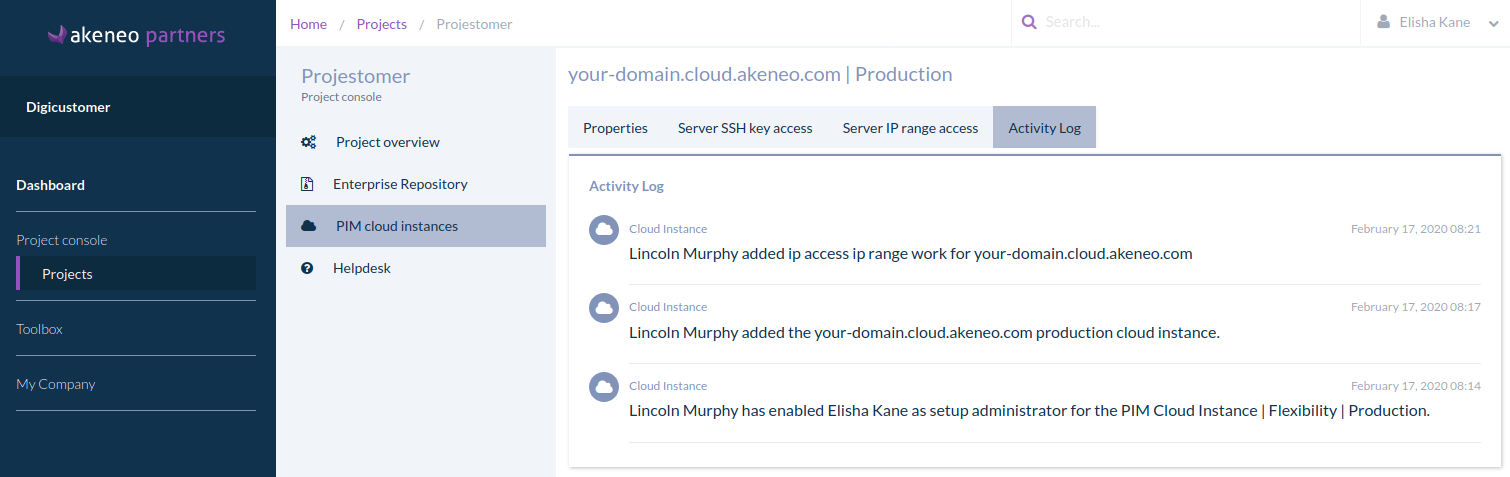 akeneo partners
Home / Projects / Projestomer
Search...
Elisha Kane
Digicustomer
Dashboard
Project console
Projects
Toolbox
My Company
Projestomer
Project console
Project overview
Enterprise Repository
PIM cloud instances
Helpdesk
your-domain.cloud.akeneo.com | Production
Properties
Server SSH key access
Server IP range access
Activity Log
Activity Log
Cloud Instance
February 17, 2020 08:21
Lincoln Murphy added ip access ip range work for your-domain.cloud.akeneo.com
Cloud Instance
February 17, 2020 08:17
Lincoln Murphy added the your-domain.cloud.akeneo.com production cloud instance.
Cloud Instance
February 17, 2020 08:14
Lincoln Murphy has enabled Elisha Kane as setup administrator for the PIM Cloud Instance | Flexibility | Production.